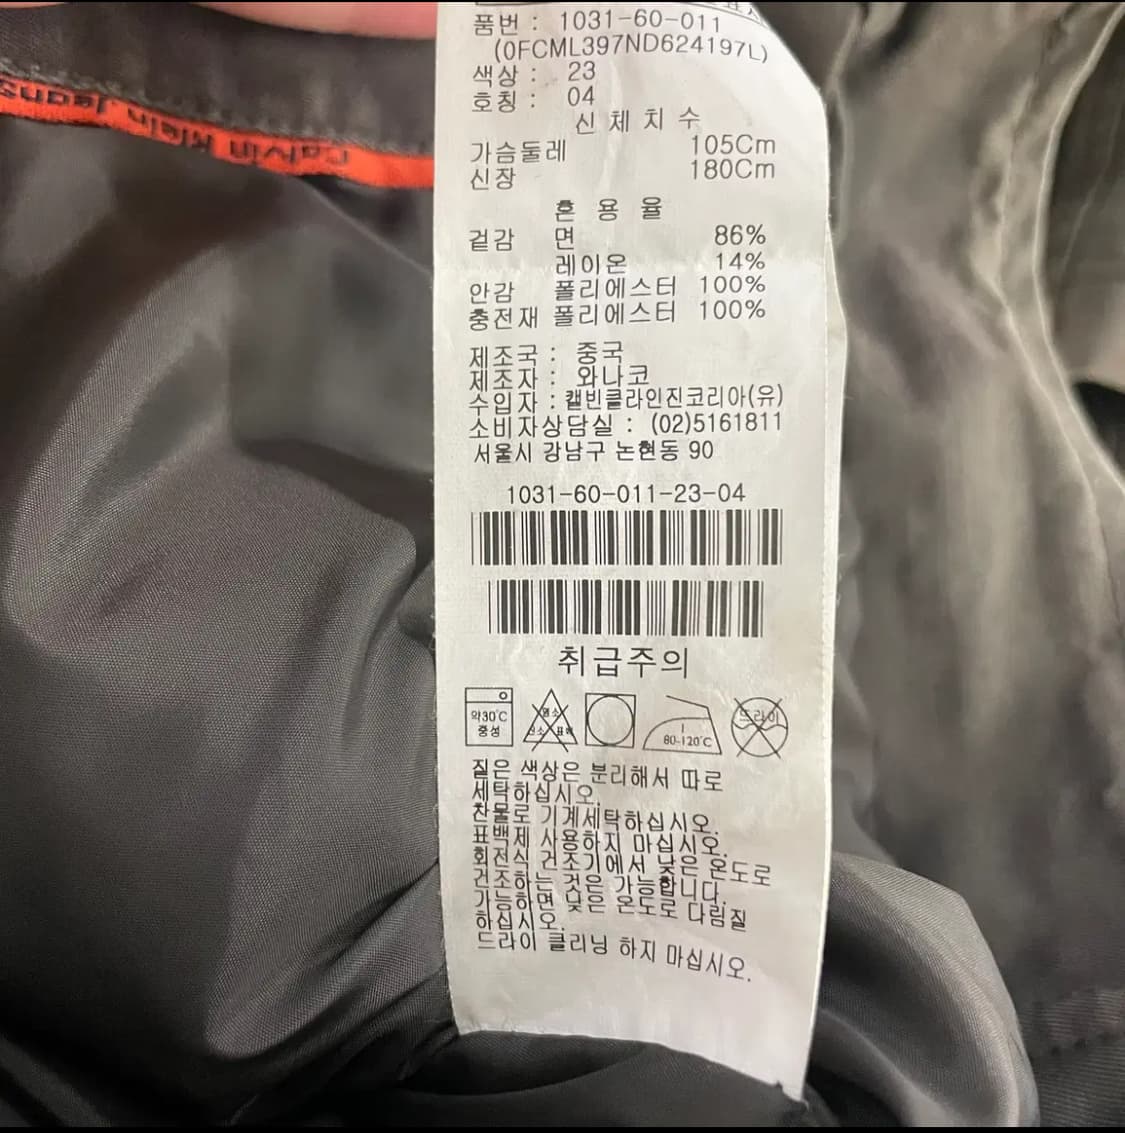 품번 : 1031-60-011
(0FCML397ND624197L)
색상 : 23
호칭 : 04
신체치수
가슴둘레 105Cm
신장 180Cm
혼용율
겉감 면 86%
레이온 14%
안감 폴리에스터 100%
충전재 폴리에스터 100%
제조국 : 중국
제조자 : 와나코
수입자 : 캘빈클라인진코리아(유)
소비자상담실 : (02)5161811
서울시 강남구 논현동 90
1031-60-011-23-04
취급주의
약30℃
중성
염소
산소 표백
80-120℃
드라이
짙은 색상은 분리해서 따로
세탁하십시오.
찬물로 기계세탁하십시오.
표백제 사용하지 마십시오.
회전식 건조기에서 낮은 온도로
건조하는 것은 가능합니다.
가능하면 낮은 온도로 다림질
하십시오.
드라이 클리닝 하지 마십시오.
Calvin Klein Jeans